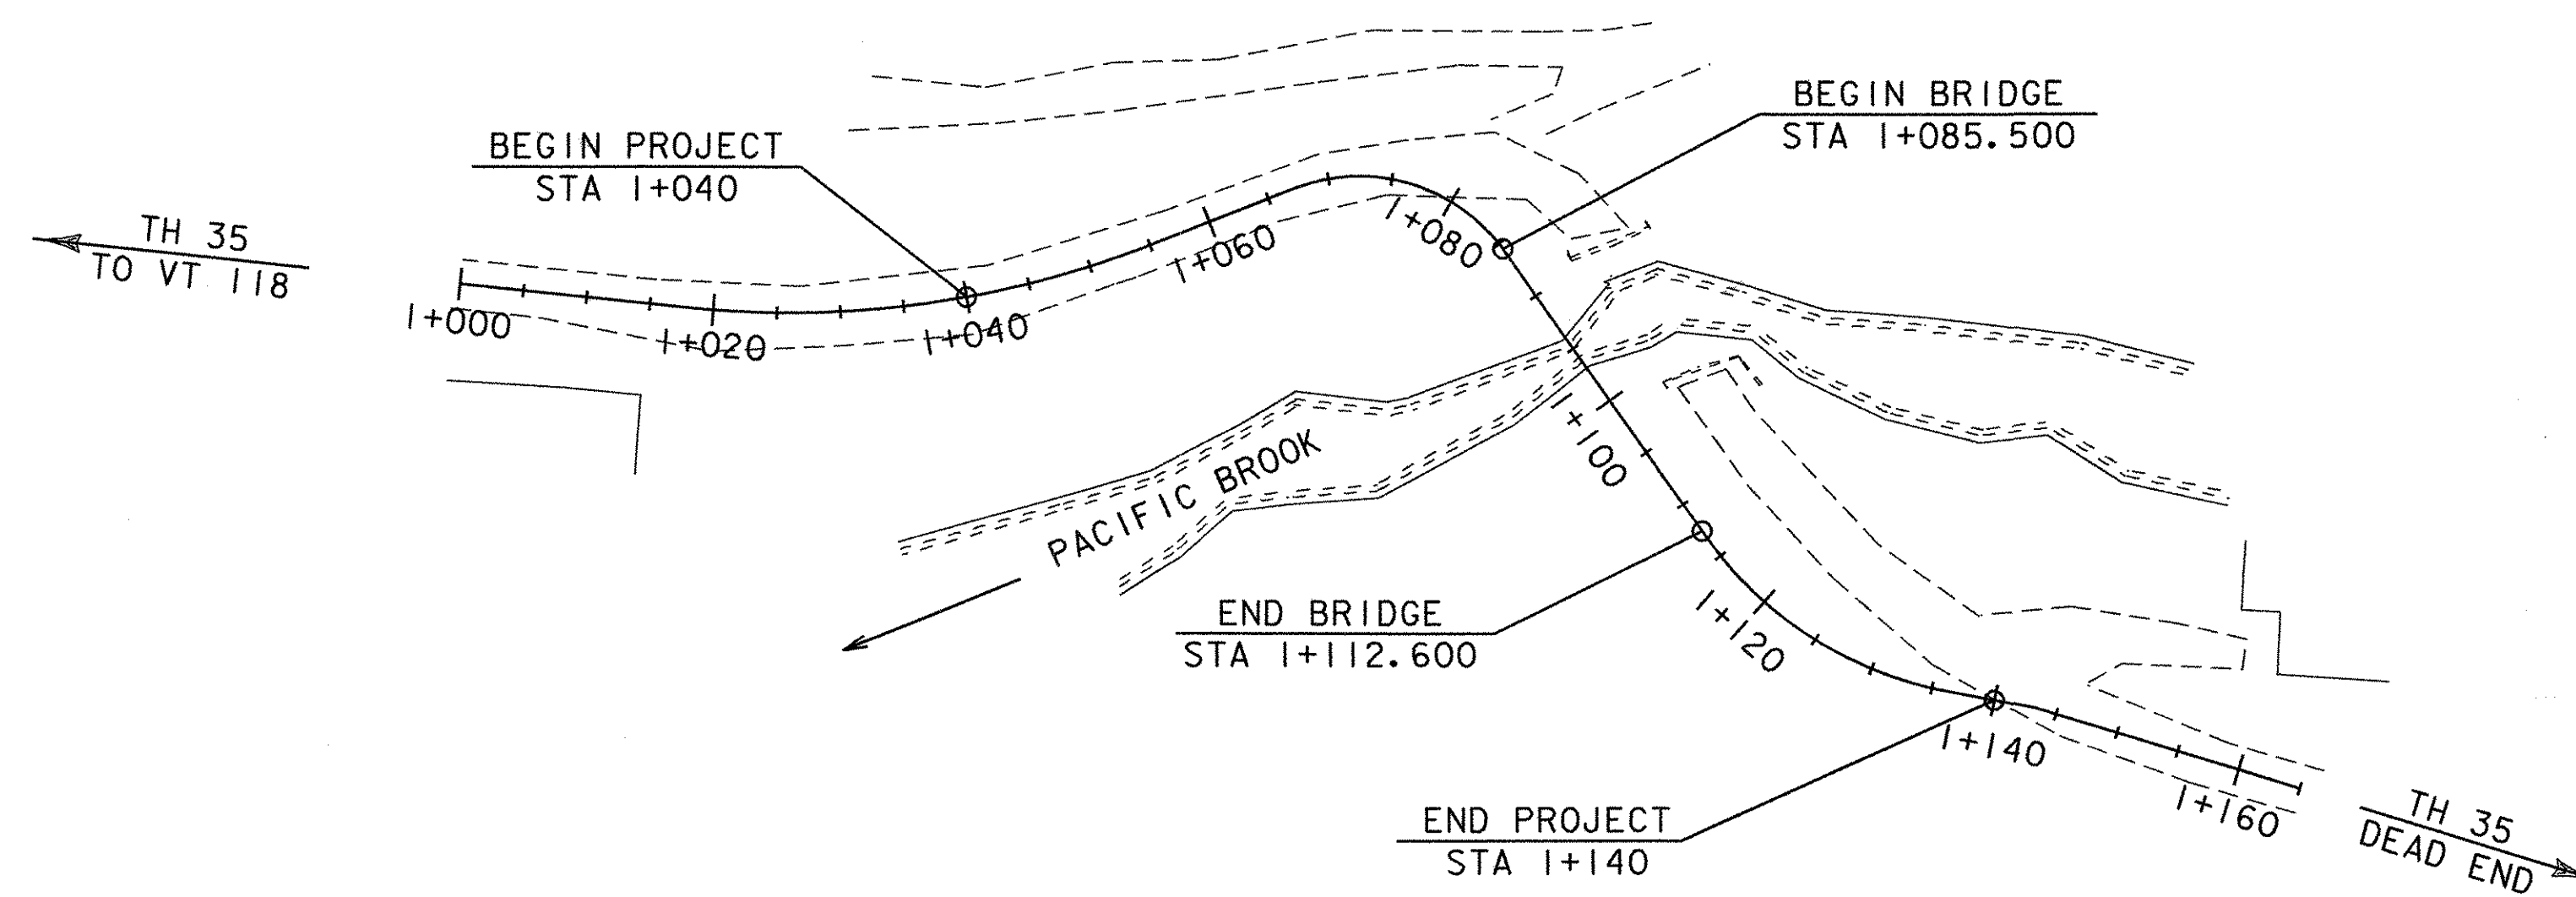 BEGIN BRIDGE
STA 1+085.500
BEGIN PROJECT
STA 1+040
TH 35
TO VT 118
1+000
1+020
1+040
1+060
1+080
1+100
PACIFIC BROOK
END BRIDGE
STA 1+112.600
1+120
1+140
1+160
END PROJECT
STA 1+140
TH 35
DEAD END